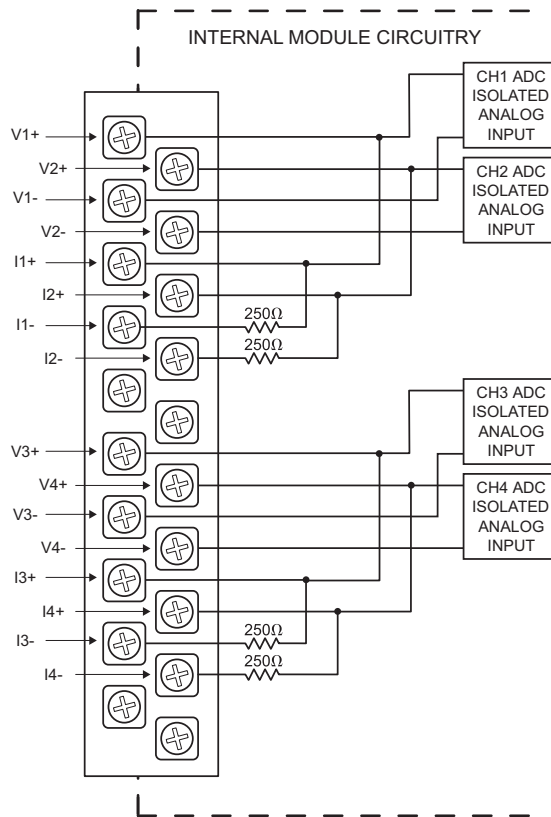 INTERNAL MODULE CIRCUITRY
CH1 ADC
ISOLATED
ANALOG
INPUT
V1+
V2+
CH2 ADC
ISOLATED
ANALOG
INPUT
V1-
V2-
I1+
I2+
I1-
250Ω
I2-
250Ω
CH3 ADC
ISOLATED
ANALOG
INPUT
V3+
V4+
CH4 ADC
ISOLATED
ANALOG
INPUT
V3-
V4-
I3+
I4+
I3-
250Ω
I4-
250Ω